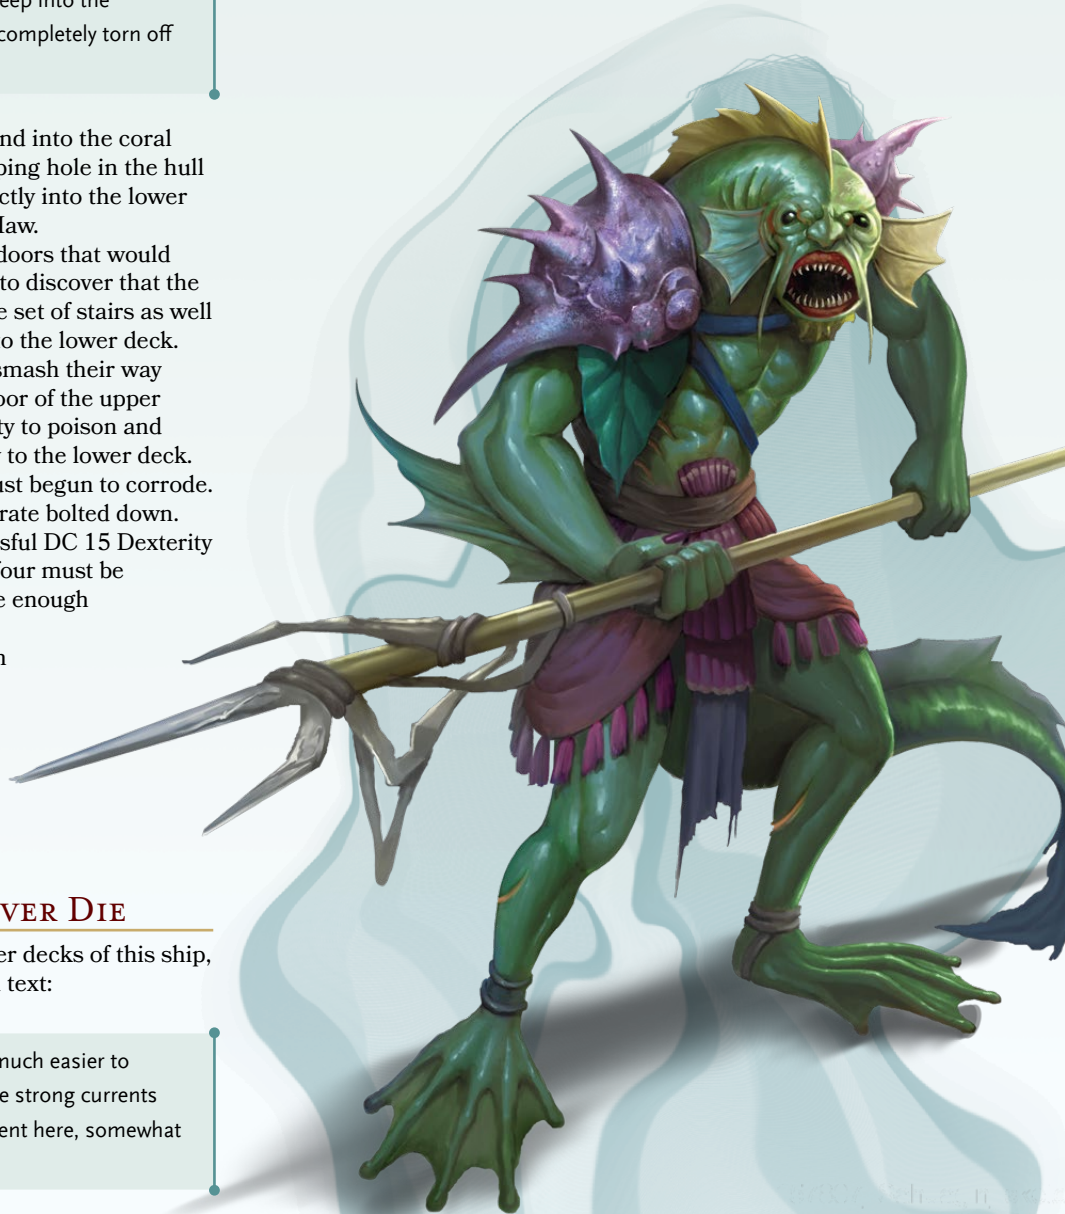 eep into the
completely torn off
nd into the coral
ping hole in the hull
ctly into the lower
Maw.
doors that would
to discover that the
e set of stairs as well
o the lower deck.
smash their way
oor of the upper
ty to poison and
to the lower deck.
ust begun to corrode.
rate bolted down.
sful DC 15 Dexterity
four must be
e enough
n
ver Die
er decks of this ship,
text:
much easier to
e strong currents
ent here, somewhat